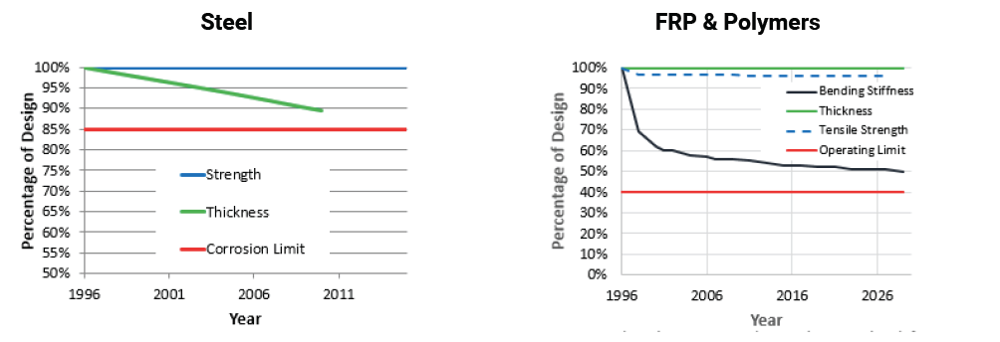 Steel
FRP & Polymers
100%
95%
90%
85%
80%
75%
70%
65%
60%
55%
50%
Percentage of Design
Strength
Thickness
Corrosion Limit
1996
2001
2006
2011
Year
100%
90%
80%
70%
60%
50%
40%
30%
20%
10%
0%
Percentage of Design
Bending Stiffness
Thickness
Tensile Strength
Operating Limit
1996
2006
2016
2026
Year